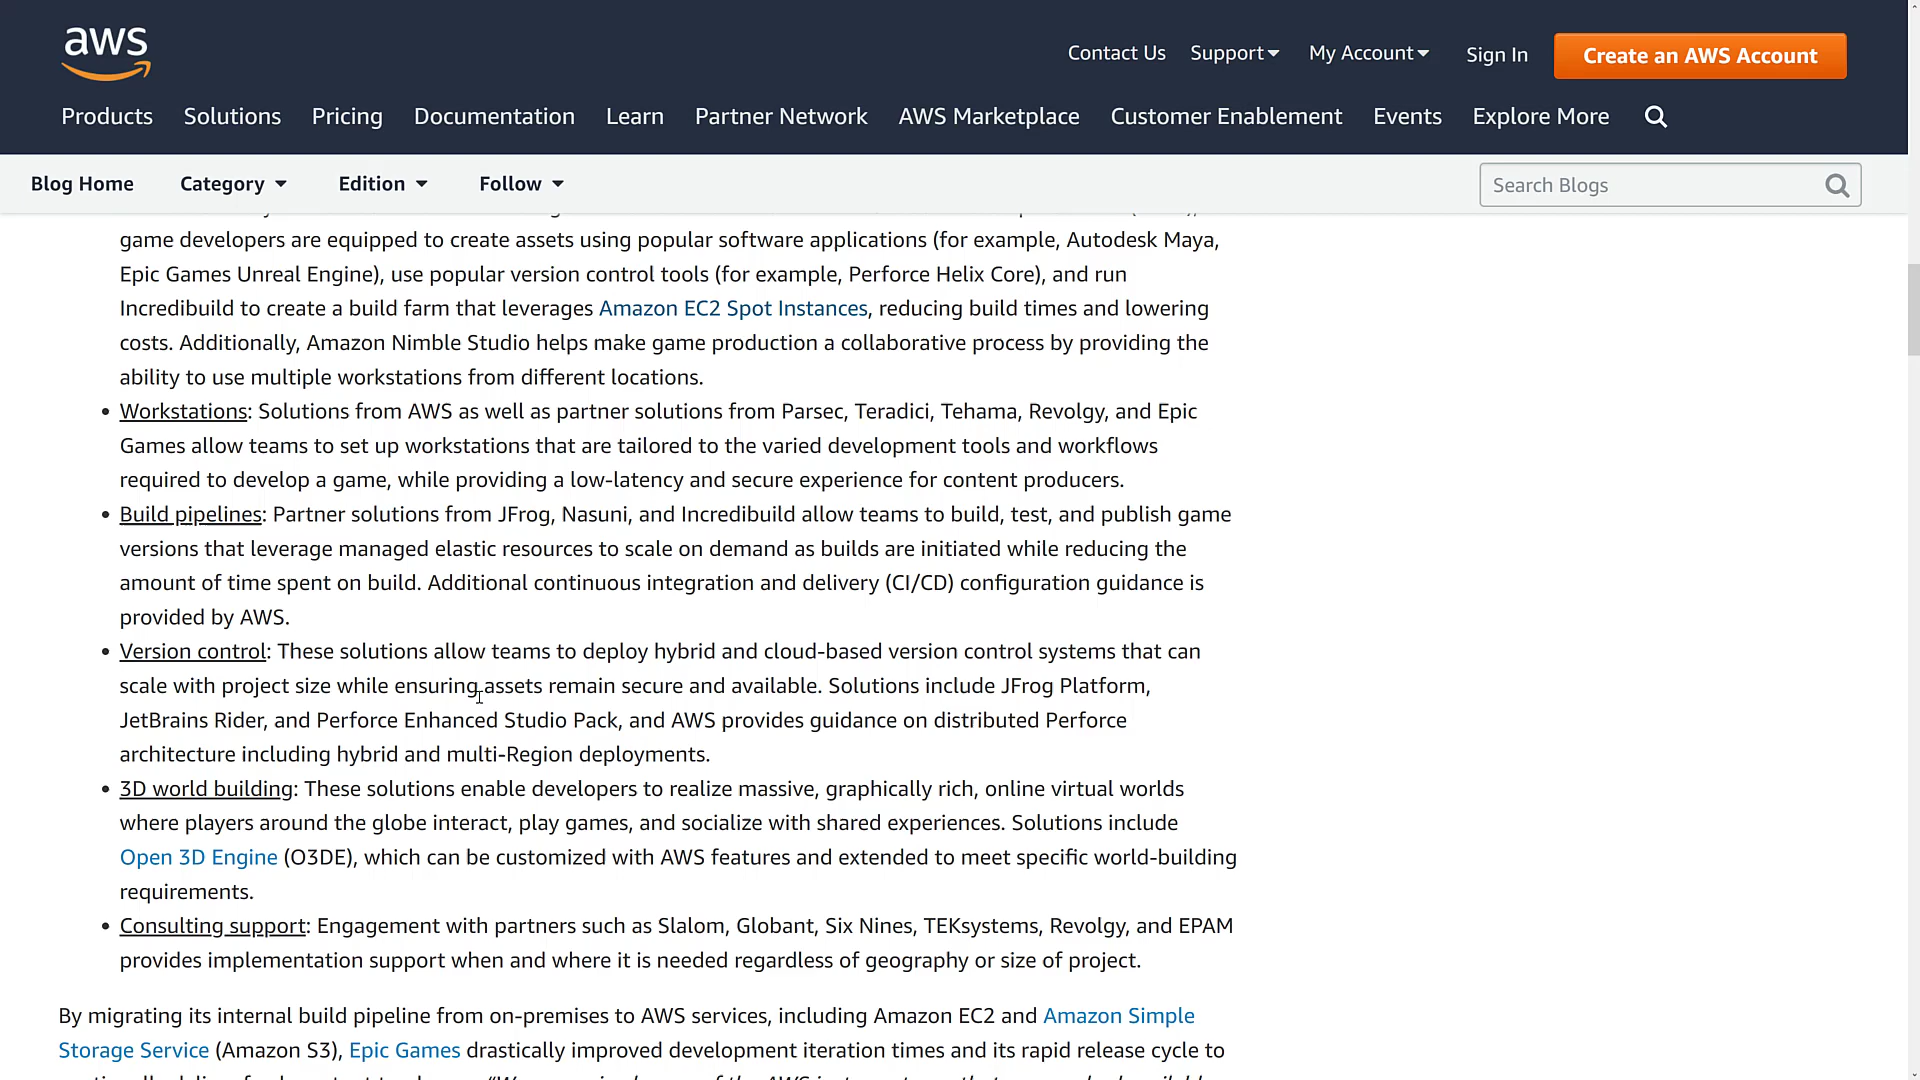 aws
Contact Us Support My Account Sign In Create an AWS Account
Products Solutions Pricing Documentation Learn Partner Network AWS Marketplace Customer Enablement Events Explore More
Blog Home Category Edition Follow Search Blogs
game developers are equipped to create assets using popular software applications (for example, Autodesk Maya,
Epic Games Unreal Engine), use popular version control tools (for example, Perforce Helix Core), and run
Incredibuild to create a build farm that leverages Amazon EC2 Spot Instances, reducing build times and lowering
costs. Additionally, Amazon Nimble Studio helps make game production a collaborative process by providing the
ability to use multiple workstations from different locations.
• Workstations: Solutions from AWS as well as partner solutions from Parsec, Teradici, Tehama, Revolgy, and Epic
Games allow teams to set up workstations that are tailored to the varied development tools and workflows
required to develop a game, while providing a low-latency and secure experience for content producers.
• Build pipelines: Partner solutions from JFrog, Nasuni, and Incredibuild allow teams to build, test, and publish game
versions that leverage managed elastic resources to scale on demand as builds are initiated while reducing the
amount of time spent on build. Additional continuous integration and delivery (CI/CD) configuration guidance is
provided by AWS.
• Version control: These solutions allow teams to deploy hybrid and cloud-based version control systems that can
scale with project size while ensuring assets remain secure and available. Solutions include JFrog Platform,
JetBrains Rider, and Perforce Enhanced Studio Pack, and AWS provides guidance on distributed Perforce
architecture including hybrid and multi-Region deployments.
• 3D world building: These solutions enable developers to realize massive, graphically rich, online virtual worlds
where players around the globe interact, play games, and socialize with shared experiences. Solutions include
Open 3D Engine (O3DE), which can be customized with AWS features and extended to meet specific world-building
requirements.
• Consulting support: Engagement with partners such as Slalom, Globant, Six Nines, TEKsystems, Revolgy, and EPAM
provides implementation support when and where it is needed regardless of geography or size of project.
By migrating its internal build pipeline from on-premises to AWS services, including Amazon EC2 and Amazon Simple
Storage Service (Amazon S3), Epic Games drastically improved development iteration times and its rapid release cycle to